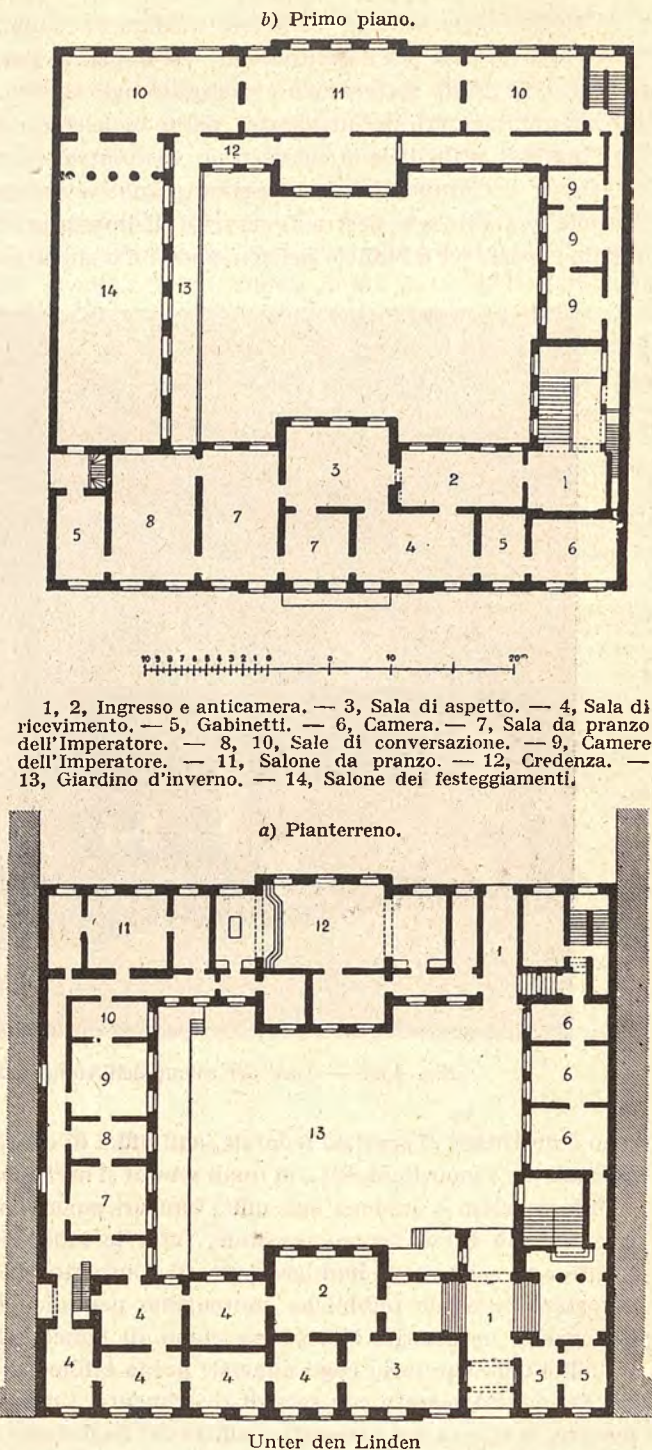 b) Primo piano.
10 11 10
12
9
9
14 13 9
3 2 1
5 8 7 7 4 5 6
10 9 8 7 6 5 4 3 2 1 0 0 10 20m
1, 2, Ingresso e anticamera. — 3, Sala di aspetto. — 4, Sala di
ricevimento. — 5, Gabinetti. — 6, Camera. — 7, Sala da pranzo
dell'Imperatore. — 8, 10, Sale di conversazione. — 9, Camere
dell'Imperatore. — 11, Salone da pranzo. — 12, Credenza. —
13, Giardino d'inverno. — 14, Salone dei festeggiamenti.
a) Pianterreno.
11 12 1
10 6
9 6
8 13 6
7
4 4 2 1
4 4 4 4 3 5 5
Unter den Linden